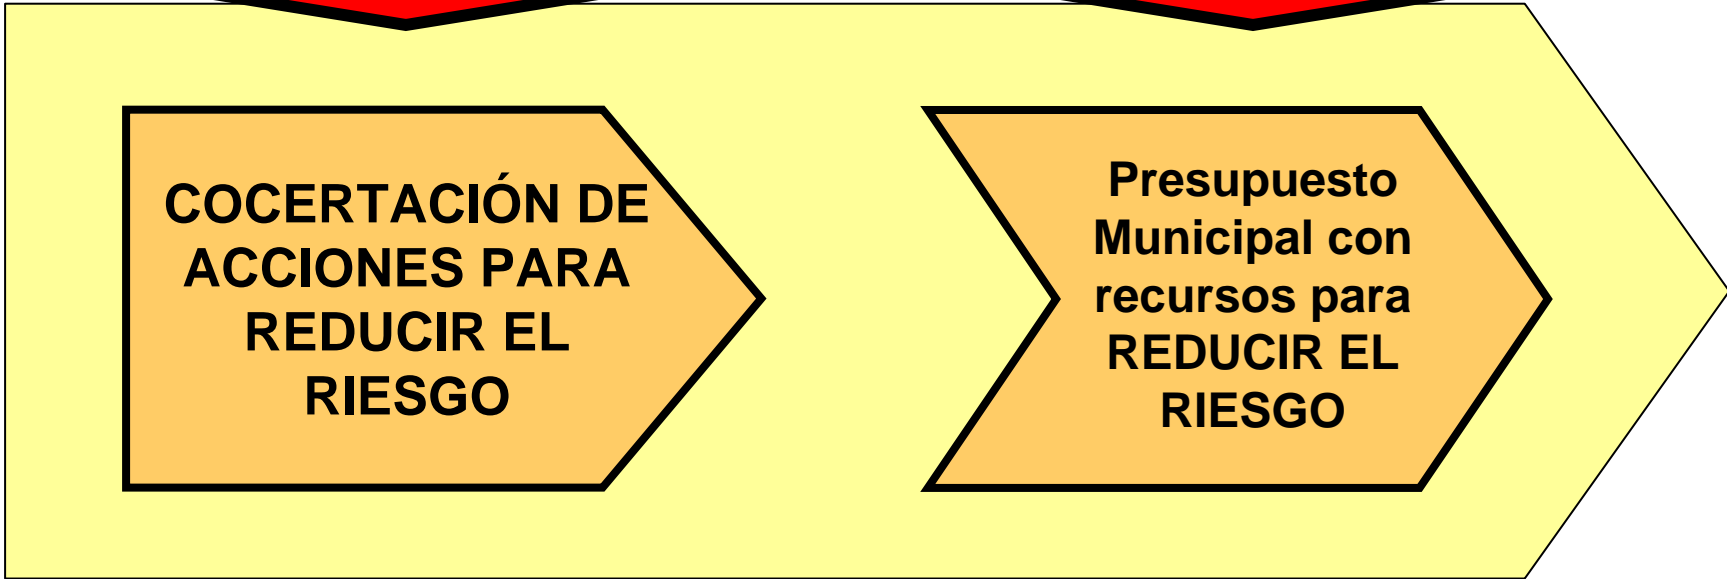 COCERTACIÓN DE
ACCIONES PARA
REDUCIR EL
RIESGO
Presupuesto
Municipal con
recursos para
REDUCIR EL
RIESGO